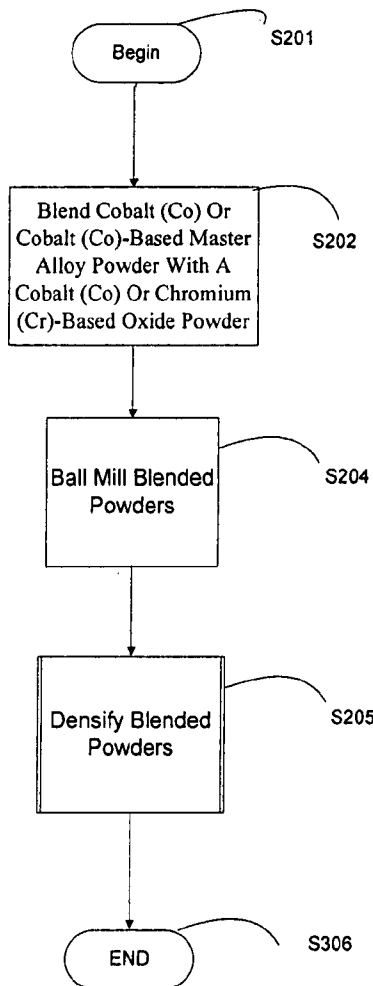 Begin
S201
Blend Cobalt (Co) Or
Cobalt (Co)-Based Master
Alloy Powder With A
Cobalt (Co) Or Chromium
(Cr)-Based Oxide Powder
S202
Ball Mill Blended
Powders
S204
Densify Blended
Powders
S205
END
S306